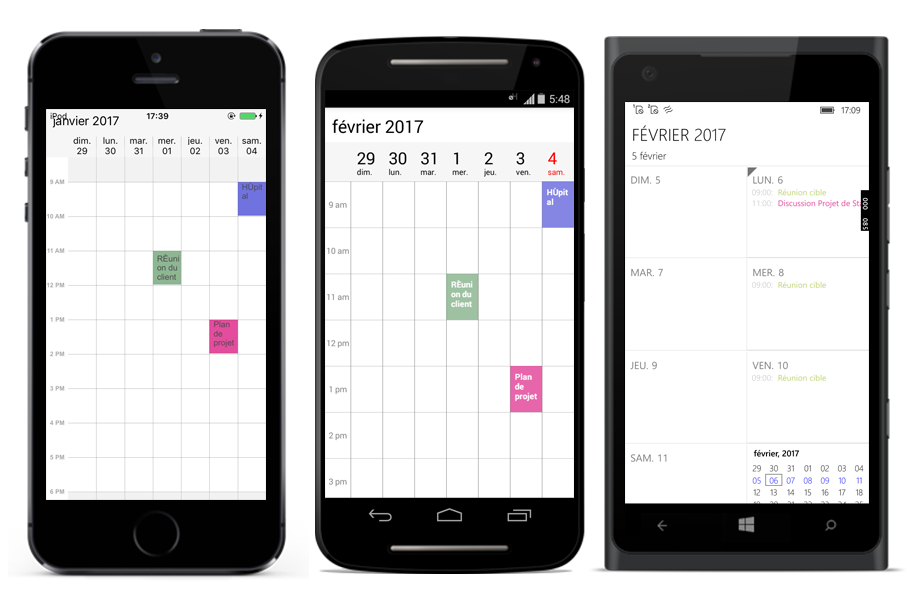 iPod
17:39
janvier 2017
dim. lun. mar. mer. jeu. ven. sam.
29 30 31 01 02 03 04
9 AM
HÙpit
al
10 AM
11 AM
RÈuni
on du
client
12 PM
1 PM
Plan
de
projet
2 PM
3 PM
4 PM
5 PM
6 PM
5:48
février 2017
29 30 31 1 2 3 4
dim. lun. mar. mer. jeu. ven. sam.
9 am
HÙpit
al
10 am
11 am
RÈuni
on du
client
12 pm
1 pm
Plan
de
projet
2 pm
3 pm
17:09
FÉVRIER 2017
5 février
DIM. 5
LUN. 6
09:00: Réunion cible
11:00: Discussion Projet de Sta
000 085
MAR. 7
MER. 8
09:00: Réunion cible
JEU. 9
VEN. 10
09:00: Réunion cible
SAM. 11
février, 2017
29 30 31 01 02 03 04
05 06 07 08 09 10 11
12 13 14 15 16 17 18